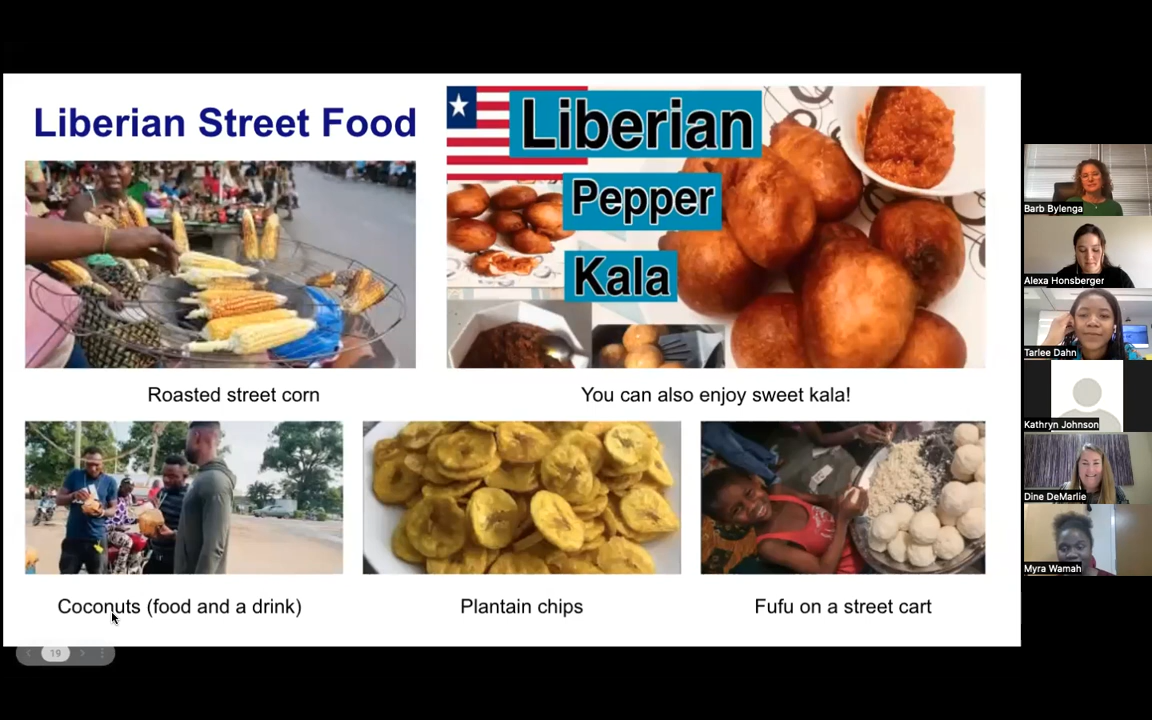 Liberian Street Food
Liberian
Pepper
Kala
Roasted street corn
You can also enjoy sweet kala!
Coconuts (food and a drink)
Plantain chips
Fufu on a street cart
19
Barb Bylenga
Alexa Honsberger
Tarlee Dahn
Kathryn Johnson
Dine DeMarlie
Myra Wamah